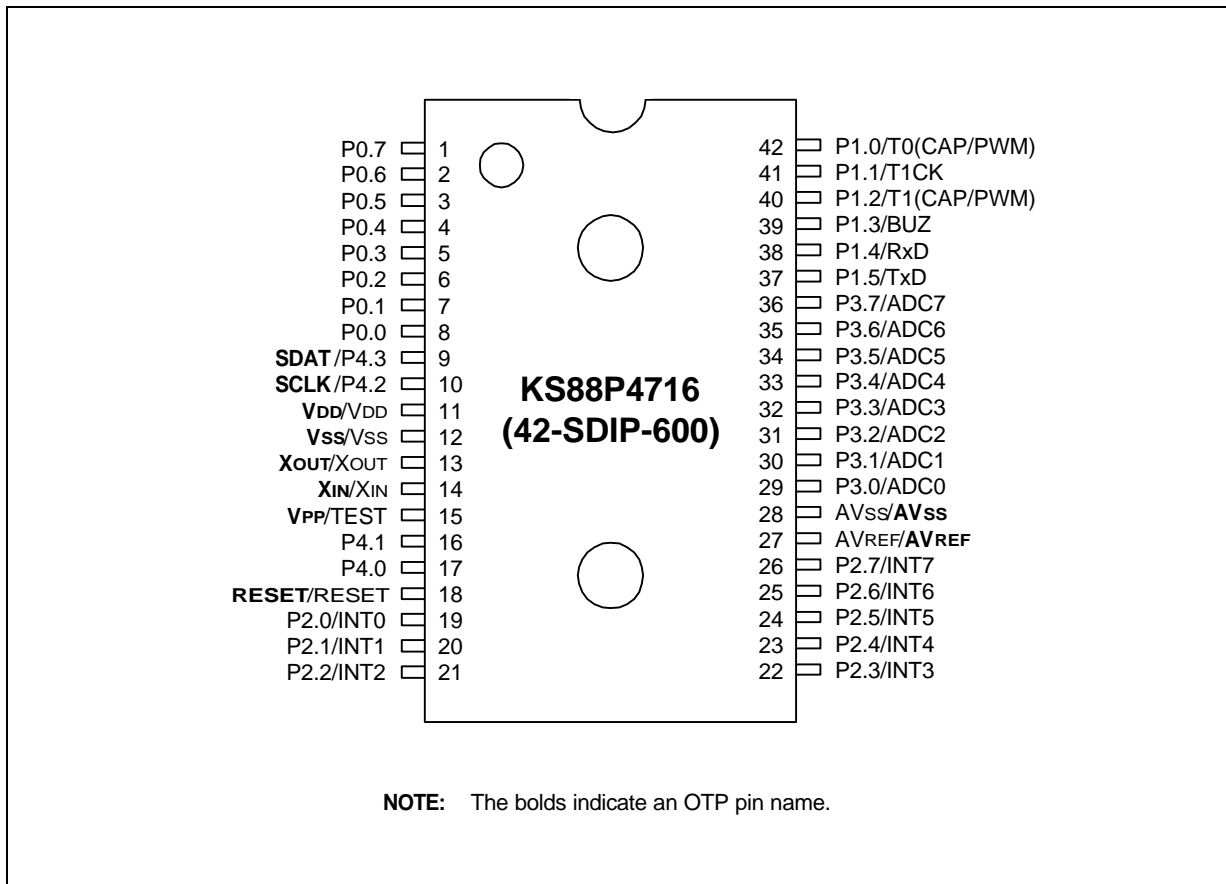 P0.7 1
P0.6 2
P0.5 3
P0.4 4
P0.3 5
P0.2 6
P0.1 7
P0.0 8
SDAT /P4.3 9
SCLK /P4.2 10
VDD/VDD 11
VSS/VSS 12
XOUT/XOUT 13
XIN/XIN 14
VPP/TEST 15
P4.1 16
P4.0 17
RESET/RESET 18
P2.0/INT0 19
P2.1/INT1 20
P2.2/INT2 21
KS88P4716
(42-SDIP-600)
42 P1.0/T0(CAP/PWM)
41 P1.1/T1CK
40 P1.2/T1(CAP/PWM)
39 P1.3/BUZ
38 P1.4/RxD
37 P1.5/TxD
36 P3.7/ADC7
35 P3.6/ADC6
34 P3.5/ADC5
33 P3.4/ADC4
32 P3.3/ADC3
31 P3.2/ADC2
30 P3.1/ADC1
29 P3.0/ADC0
28 AVSS/AVSS
27 AVREF/AVREF
26 P2.7/INT7
25 P2.6/INT6
24 P2.5/INT5
23 P2.4/INT4
22 P2.3/INT3
NOTE: The bolds indicate an OTP pin name.